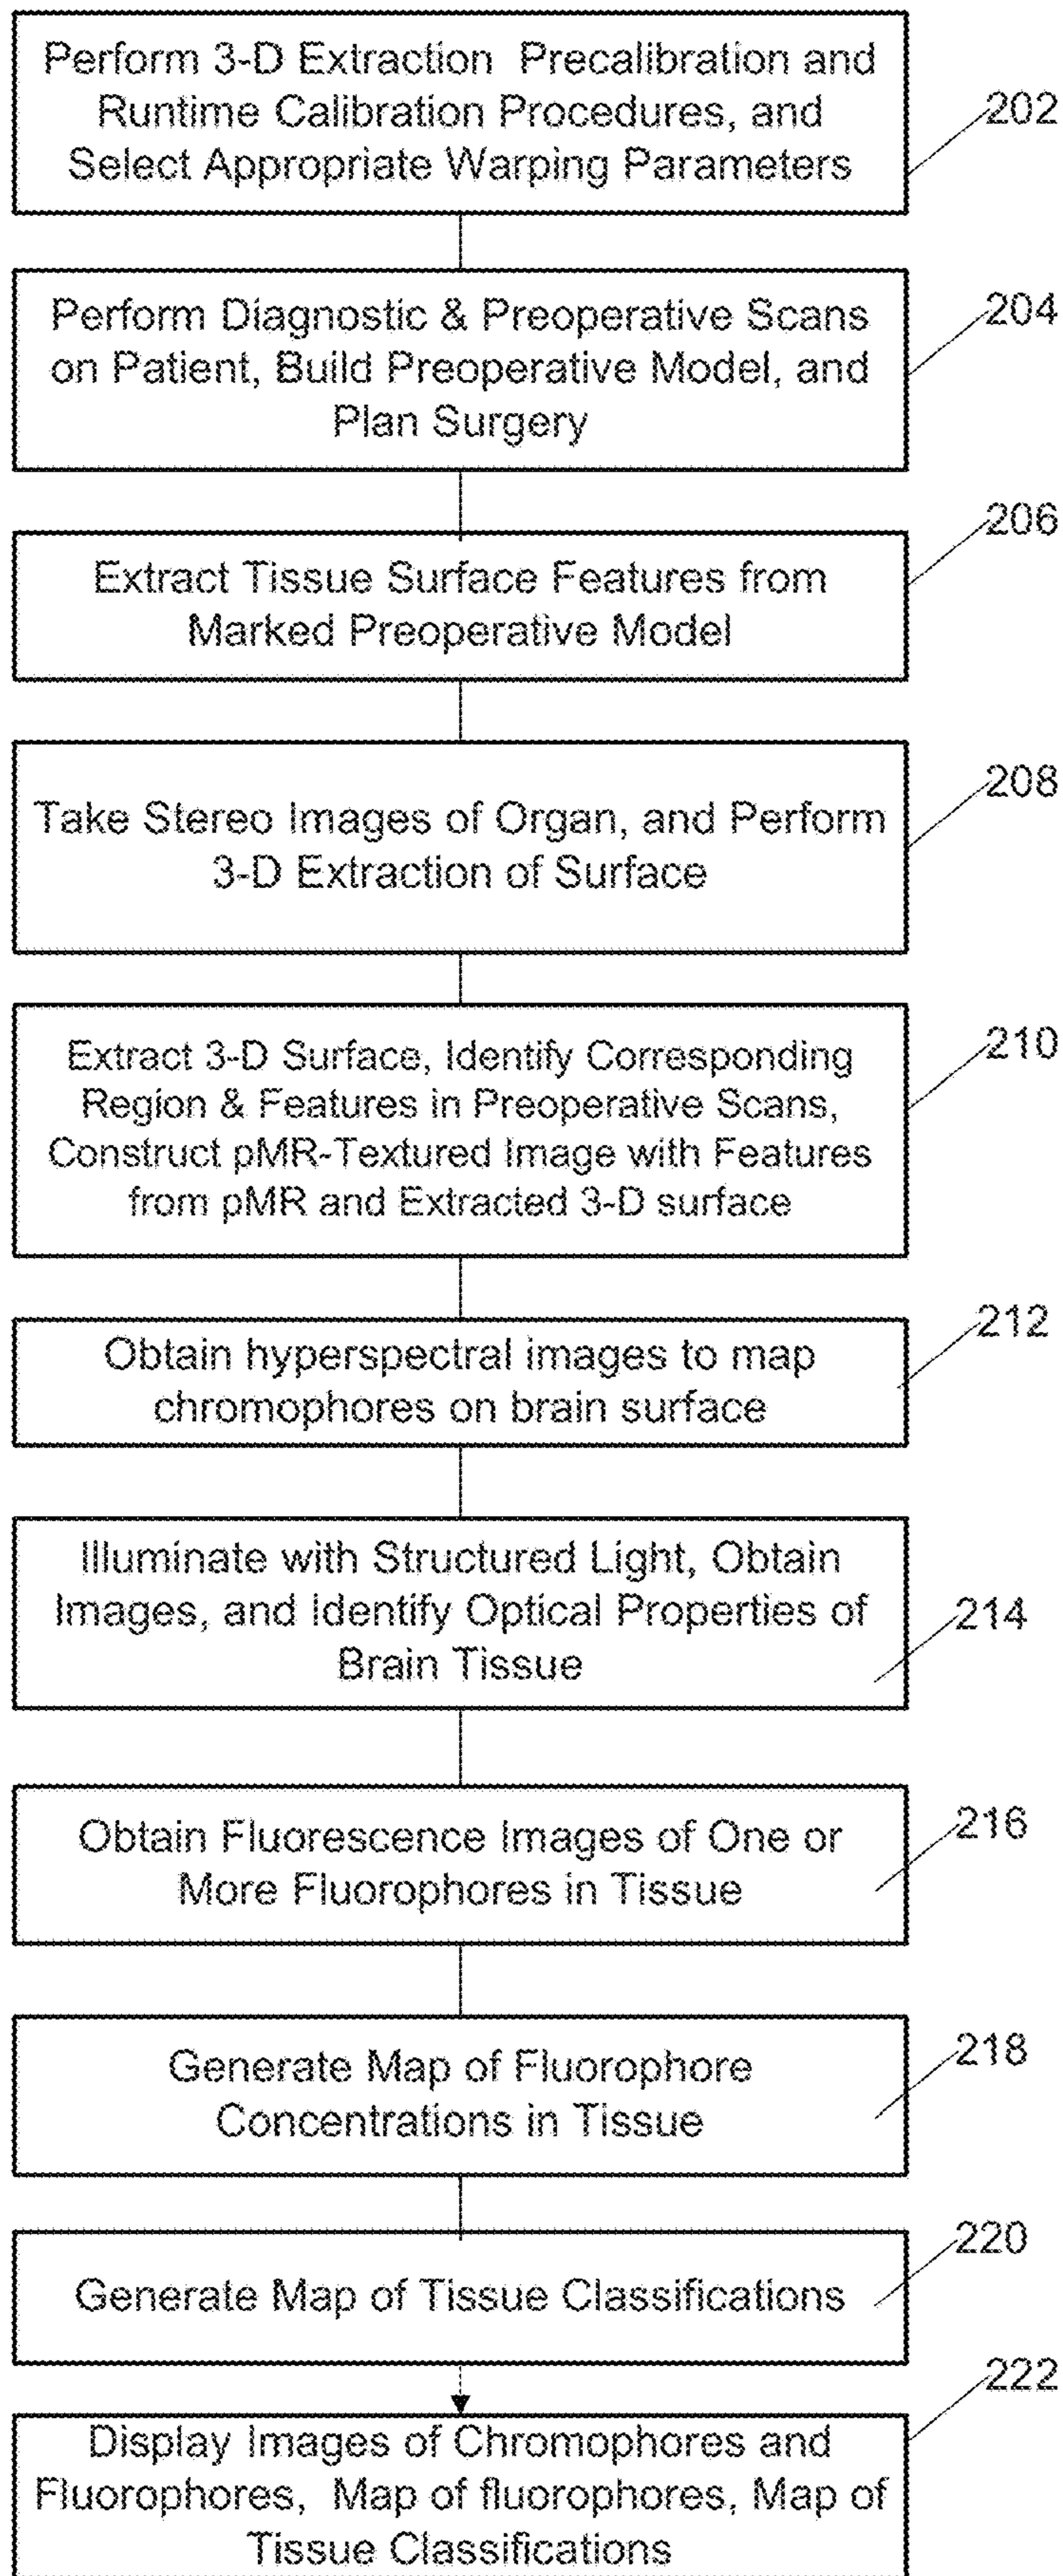 Perform 3-D Extraction Precalibration and
Runtime Calibration Procedures, and
Select Appropriate Warping Parameters
202
Perform Diagnostic & Preoperative Scans
on Patient, Build Preoperative Model, and
Plan Surgery
204
Extract Tissue Surface Features from
Marked Preoperative Model
206
Take Stereo Images of Organ, and Perform
3-D Extraction of Surface
208
Extract 3-D Surface, Identify Corresponding
Region & Features in Preoperative Scans,
Construct pMR-Textured Image with Features
from pMR and Extracted 3-D surface
210
Obtain hyperspectral images to map
chromophores on brain surface
212
Illuminate with Structured Light, Obtain
Images, and Identify Optical Properties of
Brain Tissue
214
Obtain Fluorescence Images of One or
More Fluorophores in Tissue
216
Generate Map of Fluorophore
Concentrations in Tissue
218
Generate Map of Tissue Classifications
220
Display Images of Chromophores and
Fluorophores, Map of fluorophores, Map of
Tissue Classifications
222